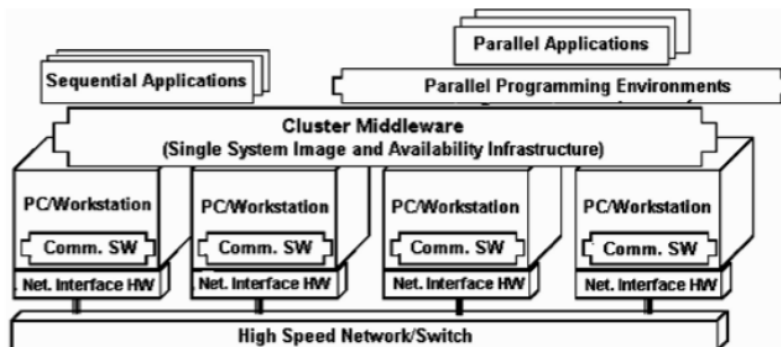 Parallel Applications
Sequential Applications
Parallel Programming Environments
Cluster Middleware
(Single System Image and Availability Infrastructure)
PC/Workstation
PC/Workstation
PC/Workstation
PC/Workstation
Comm. SW
Comm. SW
Comm. SW
Comm. SW
Net. Interface HW
Net. Interface HW
Net. Interface HW
Net. Interface HW
High Speed Network/Switch